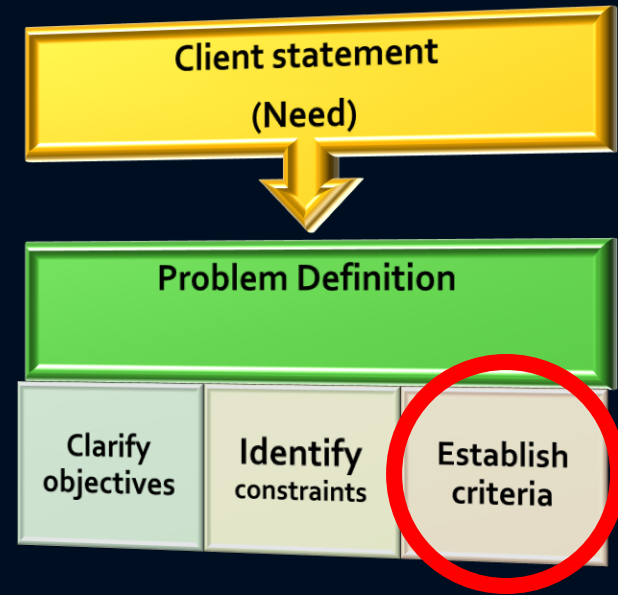 Client statement
(Need)
Problem Definition
Clarify
objectives
Identify
constraints
Establish
criteria